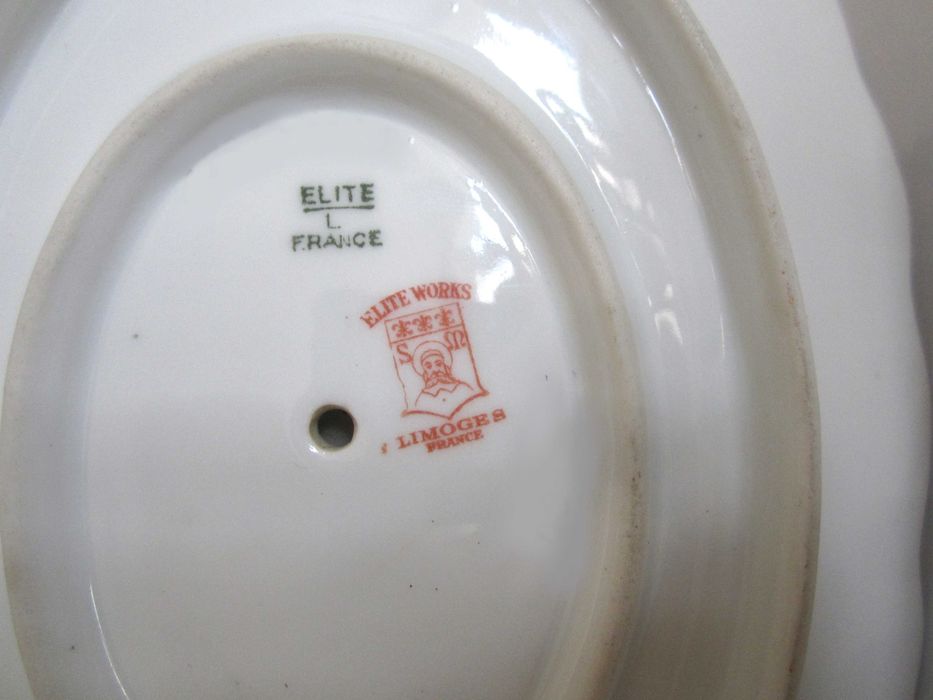 ELITE
L
FRANCE
ELITE WORKS
S M
LIMOGES
FRANCE